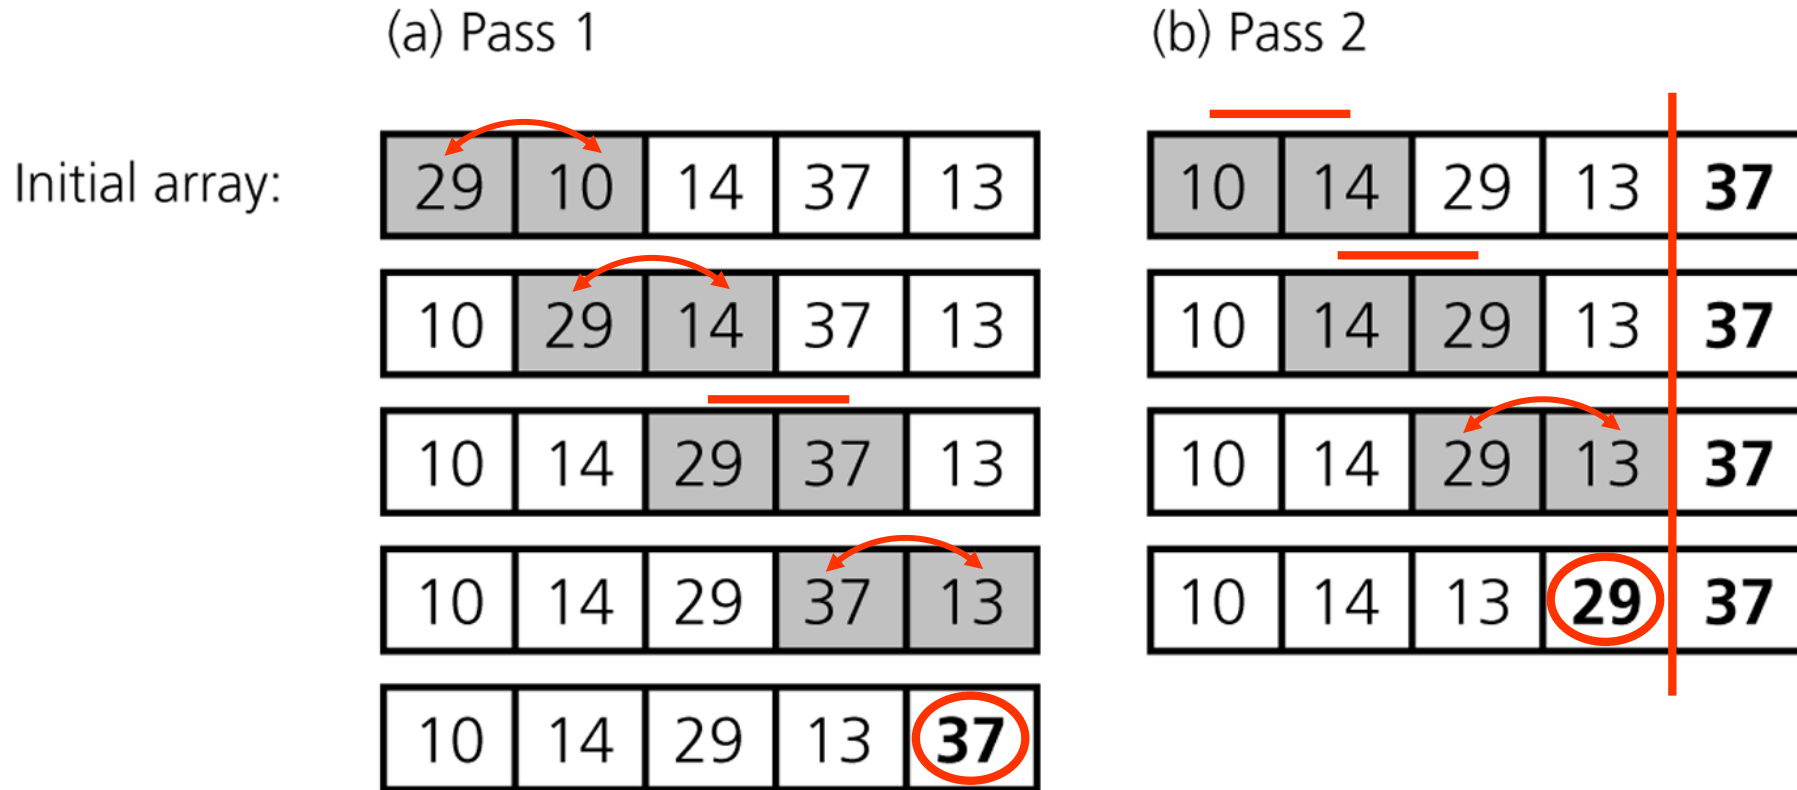 (a) Pass 1
Initial array: 29 10 14 37 13
10 29 14 37 13
10 14 29 37 13
10 14 29 37 13
10 14 29 13 37
(b) Pass 2
10 14 29 13 37
10 14 29 13 37
10 14 29 13 37
10 14 13 29 37